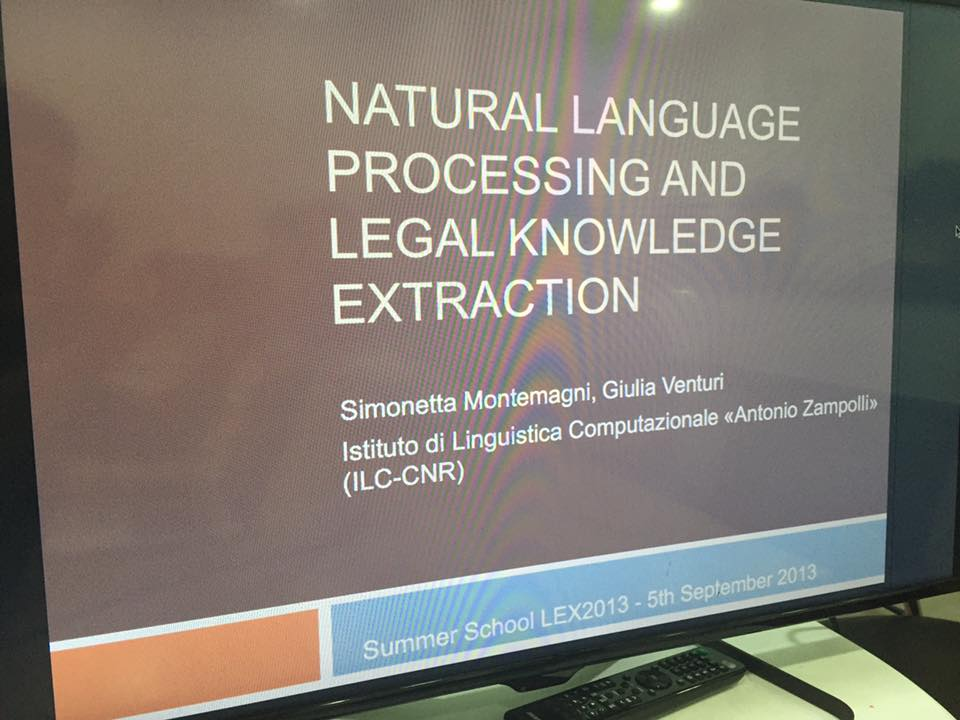 NATURAL LANGUAGE
PROCESSING AND
LEGAL KNOWLEDGE
EXTRACTION
Simonetta Montemagni, Giulia Venturi
Istituto di Linguistica Computazionale «Antonio Zampolli»
(ILC-CNR)
Summer School LEX2013 - 5th September 2013